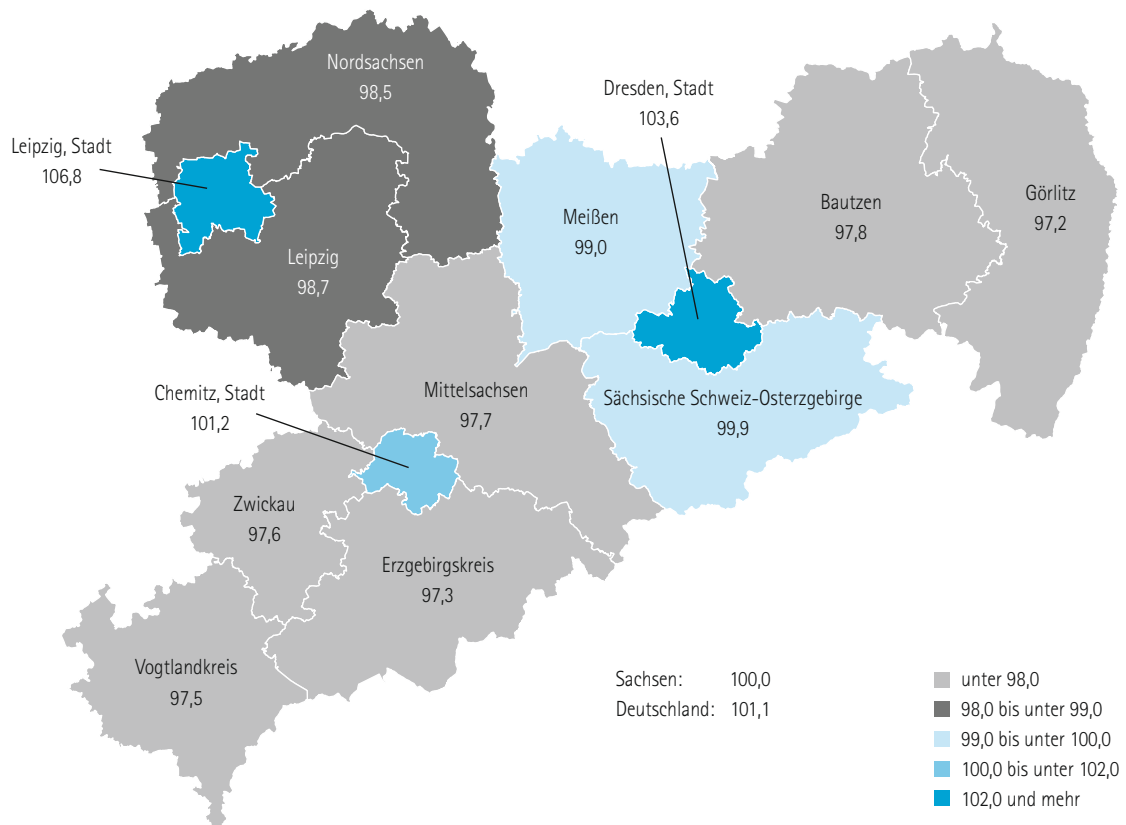 Nordsachsen
98,5
Dresden, Stadt
103,6
Leipzig, Stadt
106,8
Meißen
99,0
Bautzen
97,8
Görlitz
97,2
Leipzig
98,7
Chemitz, Stadt
101,2
Mittelsachsen
97,7
Sächsische Schweiz-Osterzgebirge
99,9
Zwickau
97,6
Erzgebirgskreis
97,3
Vogtlandkreis
97,5
Sachsen: 100,0
Deutschland: 101,1
unter 98,0
98,0 bis unter 99,0
99,0 bis unter 100,0
100,0 bis unter 102,0
102,0 und mehr